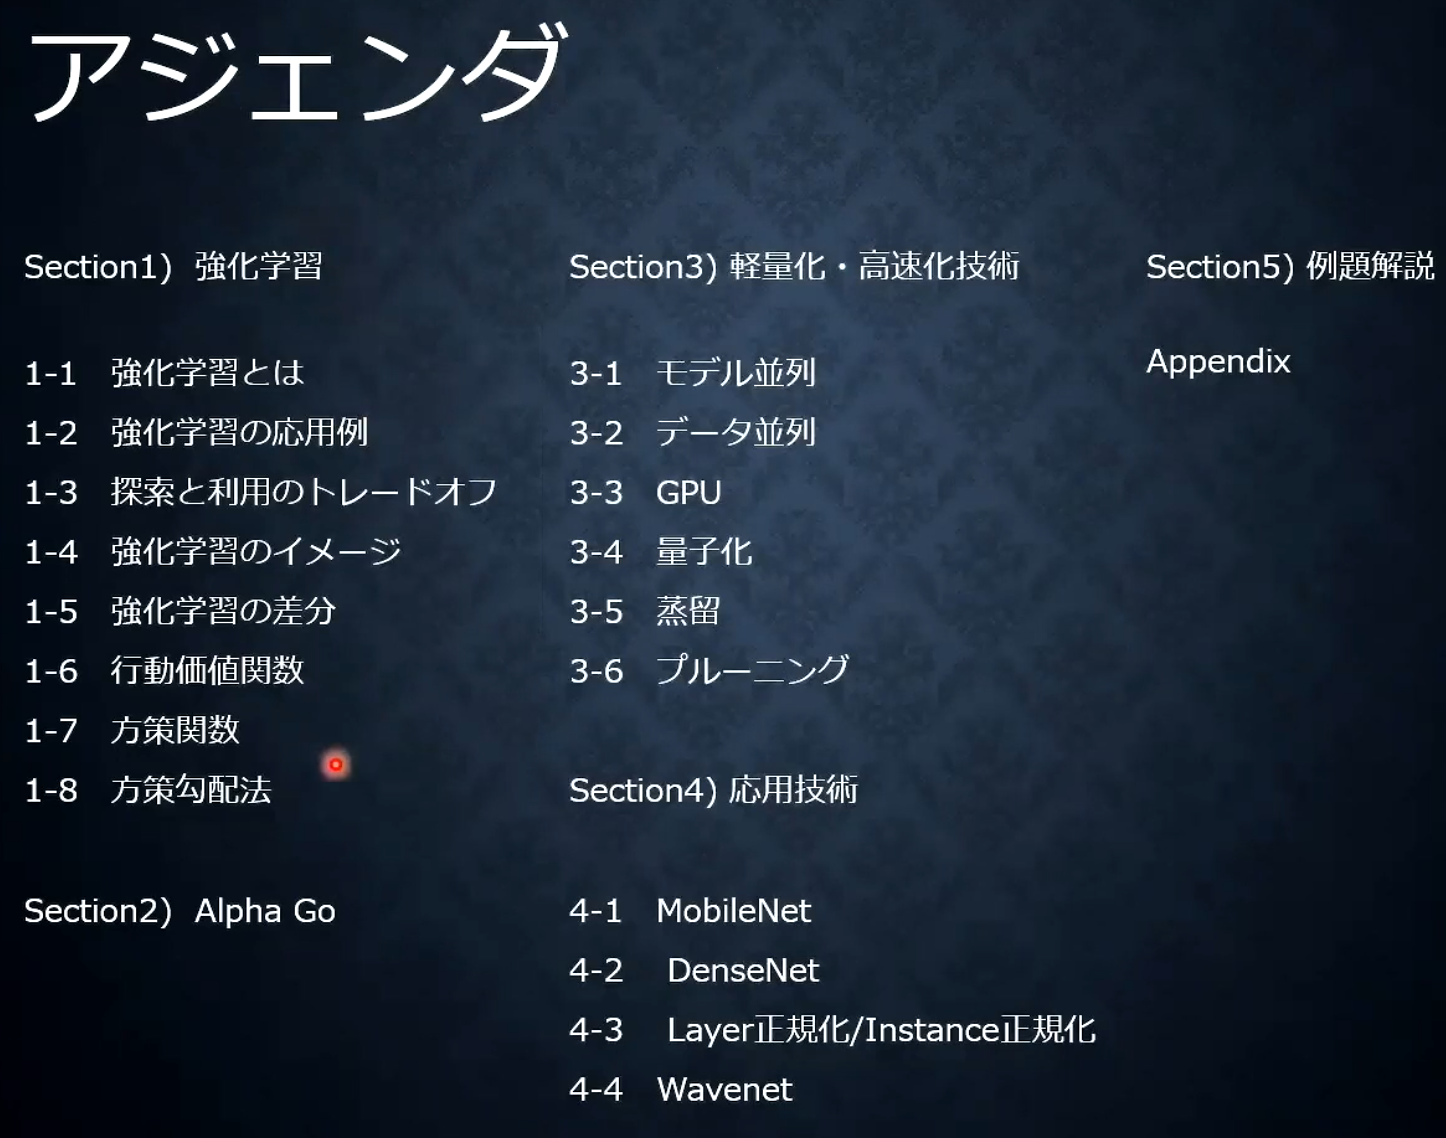 アジェンダ
Section1) 強化学習
1-1 強化学習とは
1-2 強化学習の応用例
1-3 探索と利用のトレードオフ
1-4 強化学習のイメージ
1-5 強化学習の差分
1-6 行動価値関数
1-7 方策関数
1-8 方策勾配法
Section2) Alpha Go
Section3) 軽量化・高速化技術
3-1 モデル並列
3-2 データ並列
3-3 GPU
3-4 量子化
3-5 蒸留
3-6 プルーニング
Section4) 応用技術
4-1 MobileNet
4-2 DenseNet
4-3 Layer正規化/Instance正規化
4-4 Wavenet
Section5) 例題解説
Appendix